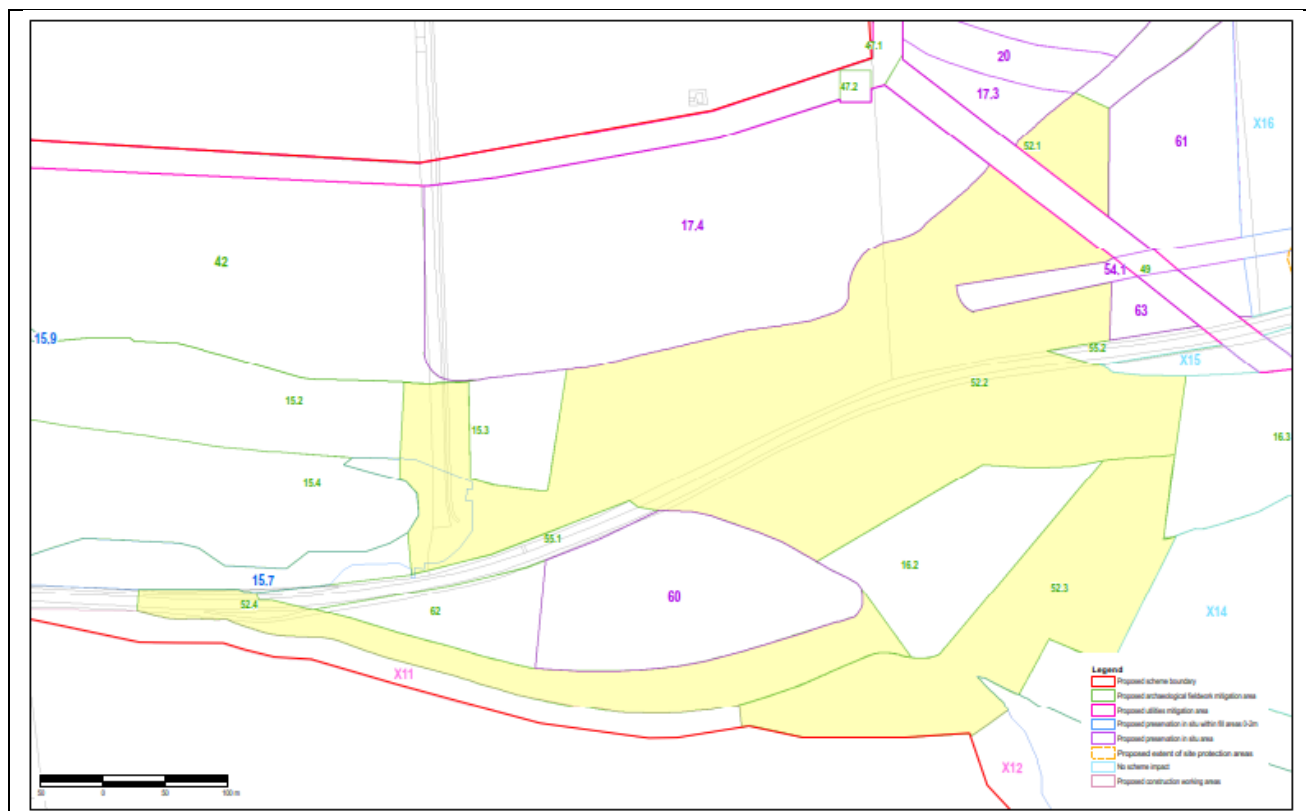 47.1
20
47.2
17.3
X16
52.1
61
17.4
42
54.1
49
63
15.9
55.2
X15
52.2
15.2
15.3
16.3
15.4
55.1
15.7
16.2
52.3
52.4
62
60
X14
X11
Legend
Proposed scheme boundary
Proposed archaeological fieldwork mitigation area
Proposed utilities mitigation area
Proposed preservation in situ within fill areas 0-2m
Proposed preservation in situ area
Proposed extent of site protection areas
No scheme impact
Proposed construction working areas
X12
50 0 50 100 m